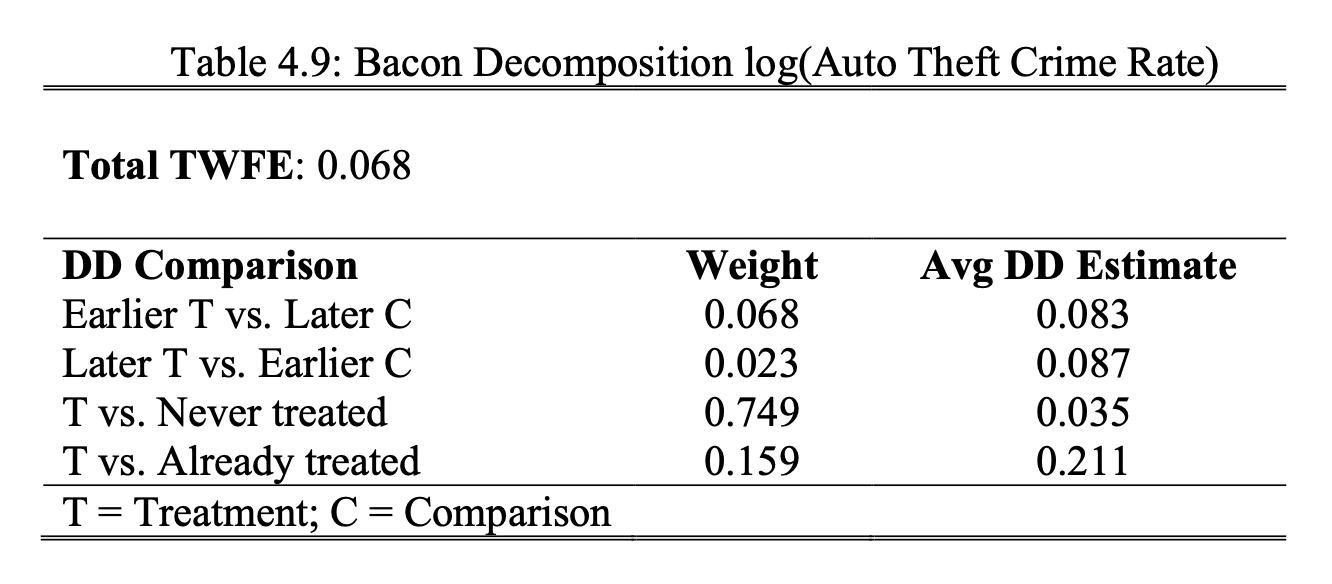 Table 4.9: Bacon Decomposition log(Auto Theft Crime Rate)
Total TWFE: 0.068
DD Comparison Weight Avg DD Estimate
Earlier T vs. Later C 0.068 0.083
Later T vs. Earlier C 0.023 0.087
T vs. Never treated 0.749 0.035
T vs. Already treated 0.159 0.211
T = Treatment; C = Comparison